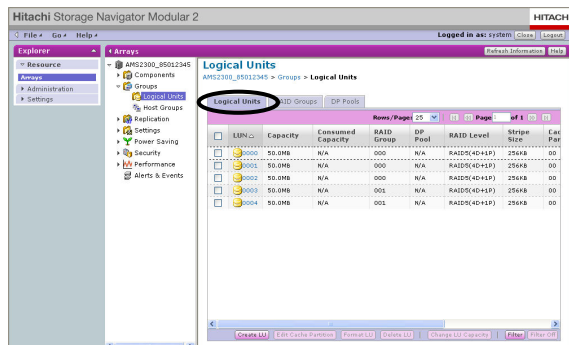 Hitachi Storage Navigator Modular 2
HITACH
File Go Help
Logged in as: system Close Logout
Explorer
Arrays
Refresh Information Help
Resource
Arrays
Administration
Settings
AMS2300_85012345
Components
Groups
Logical Units
Host Groups
Replication
Settings
Power Saving
Security
Performance
Alerts & Events
Logical Units
AMS2300_85012345 > Groups > Logical Units
Logical Units RAID Groups DP Pools
Rows/Page: 25 Page 1 of 1
LUN Capacity Consumed Capacity RAID Group DP Pool RAID Level Stripe Size Cac Par
0000 50.0MB N/A 000 N/A RAID5(4D+1P) 256KB 00
0001 50.0MB N/A 000 N/A RAID5(4D+1P) 256KB 00
0002 50.0MB N/A 000 N/A RAID5(4D+1P) 256KB 00
0003 50.0MB N/A 001 N/A RAID5(4D+1P) 256KB 00
0004 50.0MB N/A 001 N/A RAID5(4D+1P) 256KB 00
Create LU Edit Cache Partition Format LU Delete LU Change LU Capacity Filter Filter Off